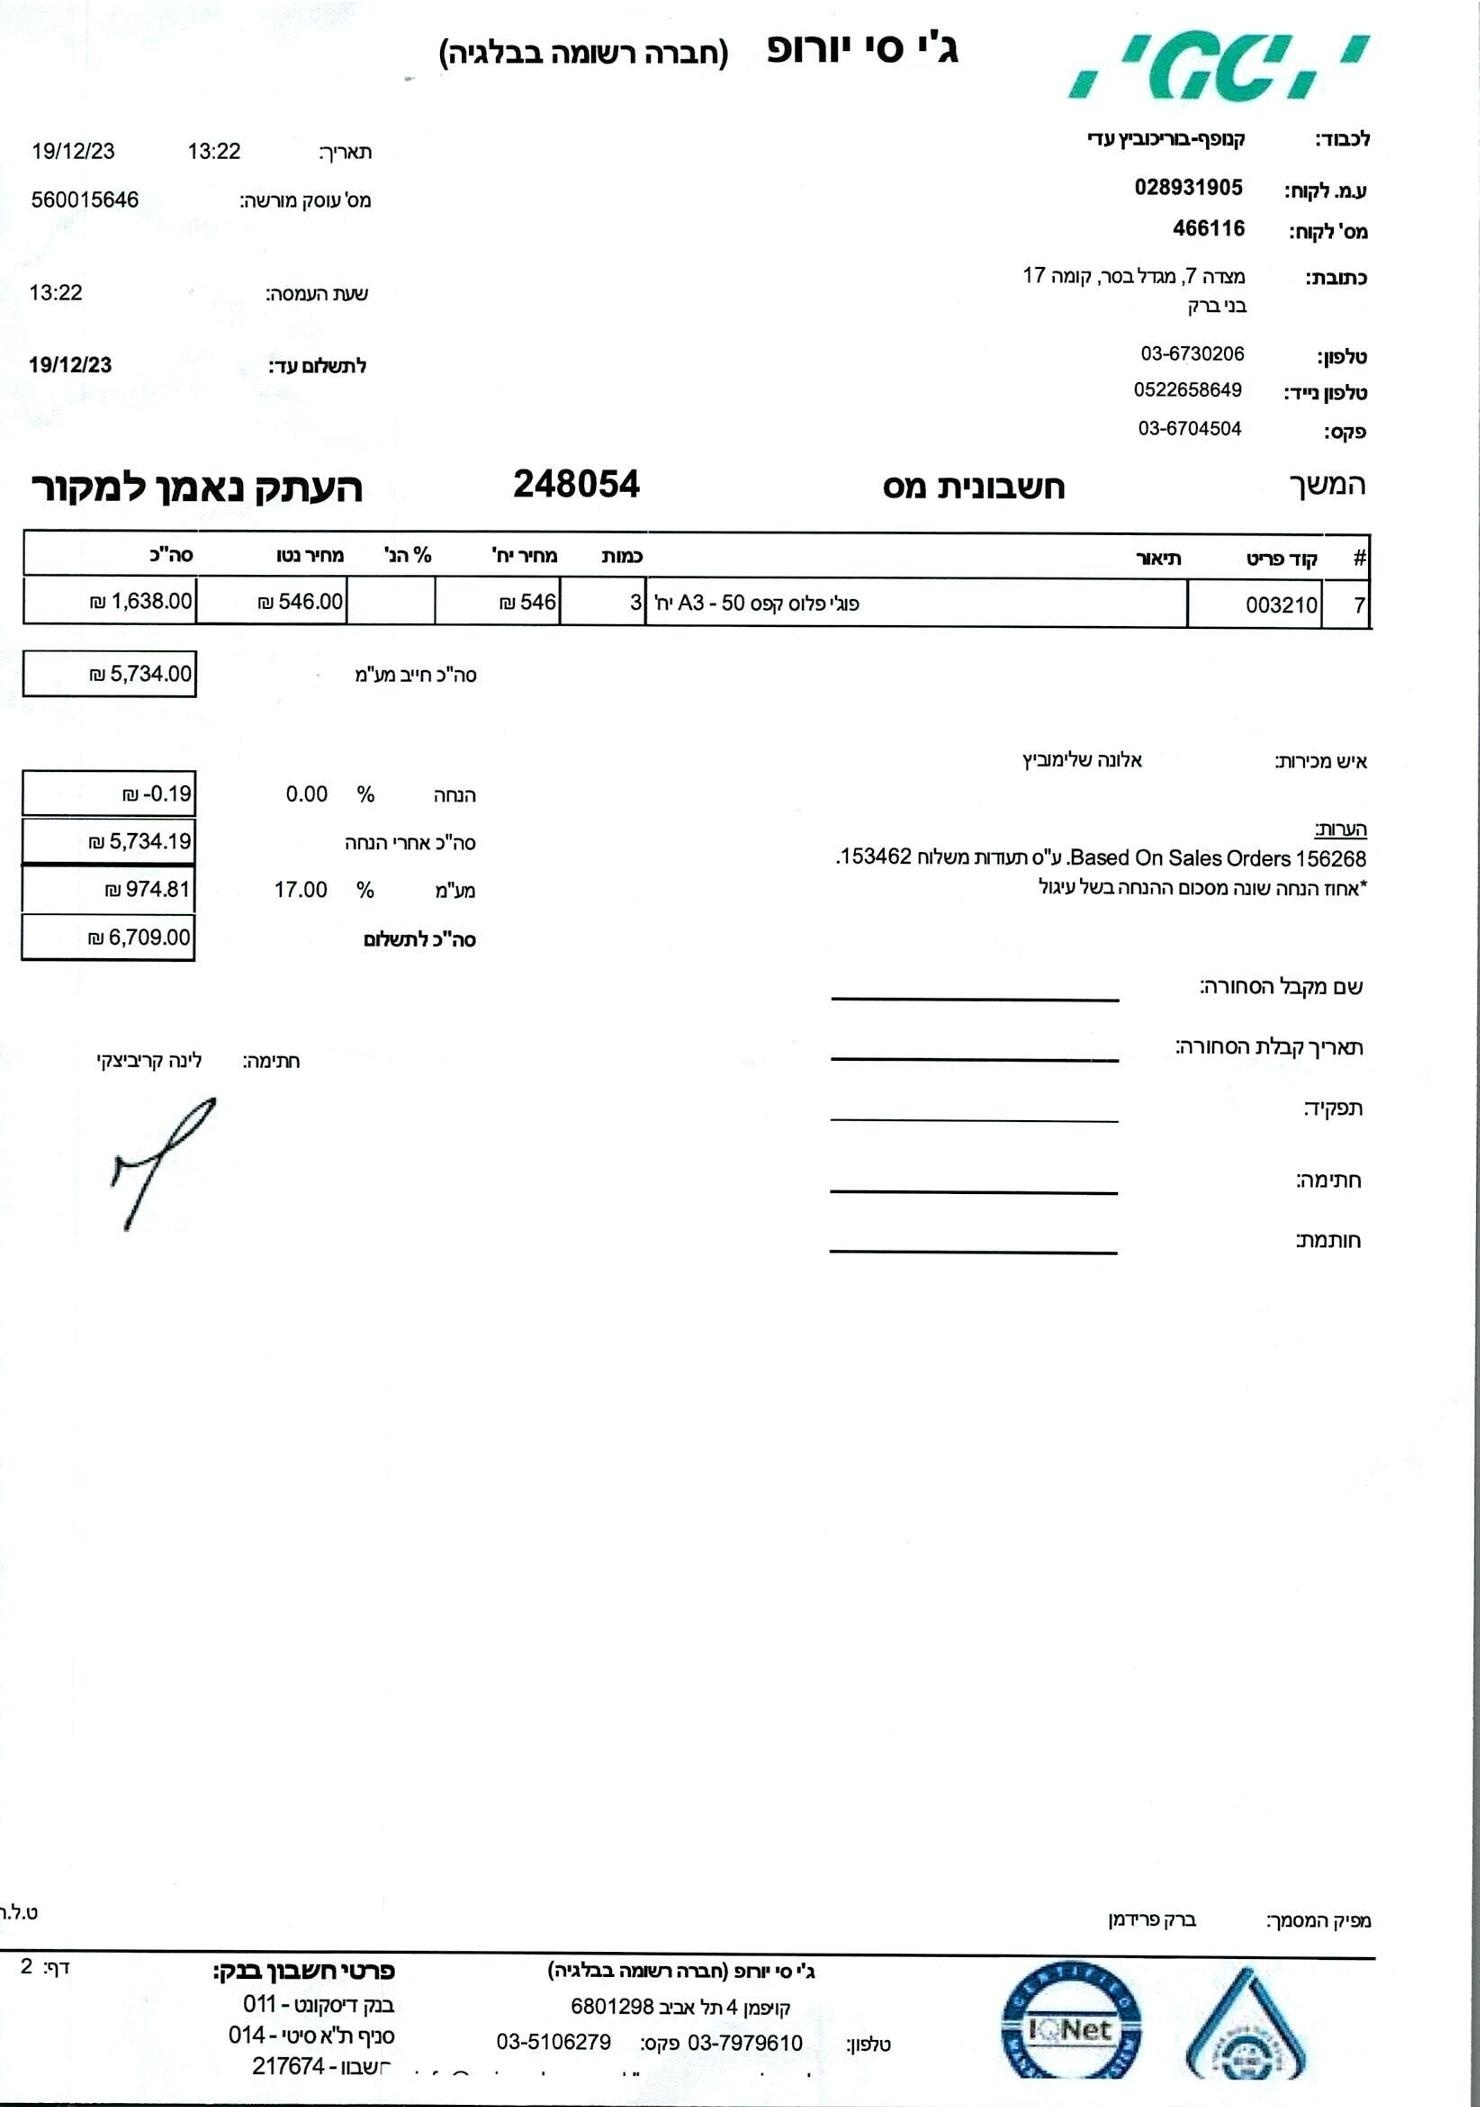 ג'י סי יורופ (חברה רשומה בבלגיה)
לכבוד: קנופף-בוריכוביץ עדי
ע.מ. לקוח: 028931905
מס' לקוח: 466116
כתובת: מצדה 7, מגדל בסר, קומה 17
בני ברק
טלפון: 03-6730206
טלפון נייד: 0522658649
פקס: 03-6704504
תאריך: 13:22 19/12/23
מס' עוסק מורשה: 560015646
שעת העמסה: 13:22
לתשלום עד: 19/12/23
המשך חשבונית מס 248054 העתק נאמן למקור
# קוד פריט תיאור כמות מחיר יח' % הנ' מחיר נטו סה"כ
7 003210 פוג'י פלוס קפס A3 - 50 יח' 3 546 ₪ 546.00 ₪ 1,638.00 ₪
סה"כ חייב מע"מ 5,734.00 ₪
איש מכירות: אלונה שלימוביץ
הנחה % 0.00 -0.19 ₪
סה"כ אחרי הנחה 5,734.19 ₪
מע"מ % 17.00 974.81 ₪
סה"כ לתשלום 6,709.00 ₪
הערות:
Based On Sales Orders 156268. ע"ס תעודות משלוח 153462.
*אחוז הנחה שונה מסכום ההנחה בשל עיגול
שם מקבל הסחורה:
תאריך קבלת הסחורה:
תפקיד:
חתימה:
חותמת:
חתימה: לינה קריביצקי
מפיק המסמך: ברק פרידמן
ט.ל.ח
CERTIFIED
IQNet
ג'י סי יורופ (חברה רשומה בבלגיה)
קויפמן 4 תל אביב 6801298
טלפון: 03-7979610 פקס: 03-5106279
פרטי חשבון בנק:
בנק דיסקונט - 011
סניף ת"א סיטי - 014
חשבון - 217674
דף: 2